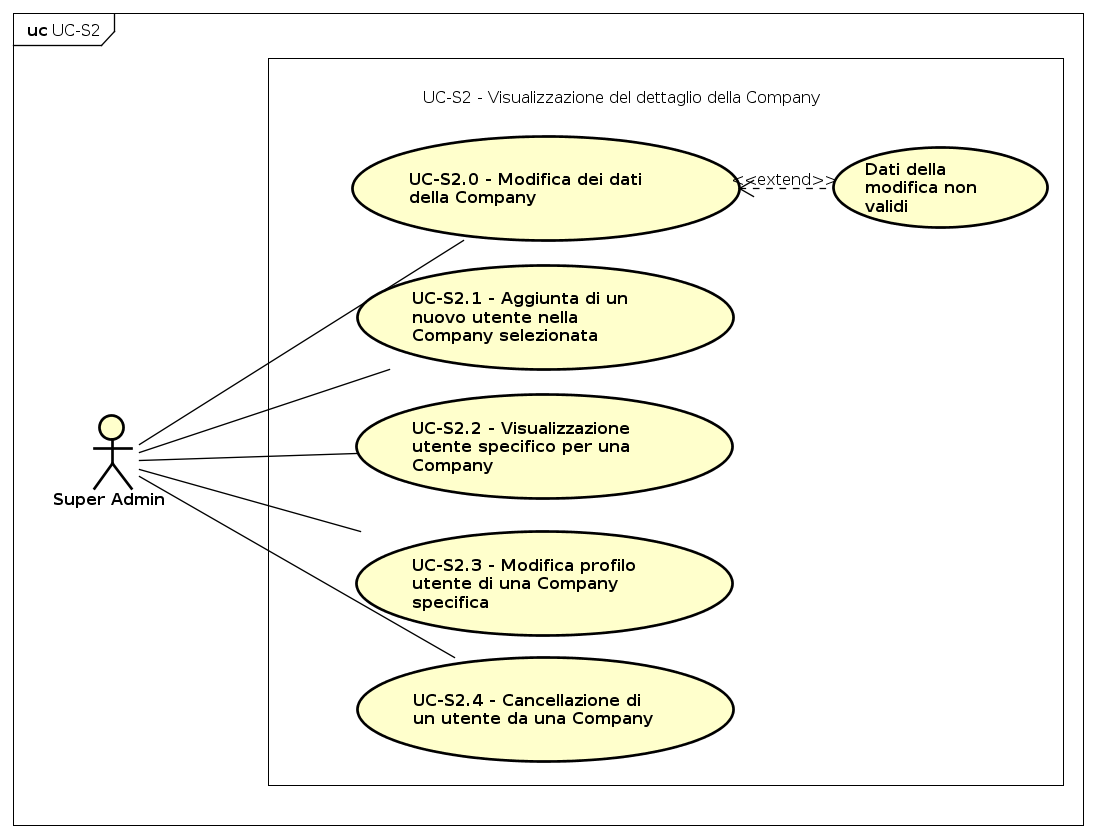 uc UC-S2
UC-S2 - Visualizzazione del dettaglio della Company
UC-S2.0 - Modifica dei dati
della Company
<<extend>>
Dati della
modifica non
validi
UC-S2.1 - Aggiunta di un
nuovo utente nella
Company selezionata
UC-S2.2 - Visualizzazione
utente specifico per una
Company
Super Admin
UC-S2.3 - Modifica profilo
utente di una Company
specifica
UC-S2.4 - Cancellazione di
un utente da una Company